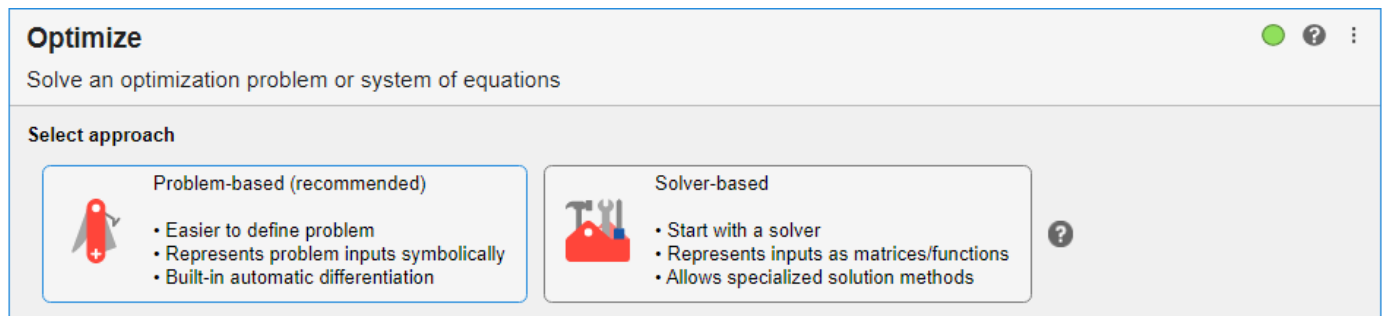 Optimize
Solve an optimization problem or system of equations
Select approach
Problem-based (recommended)
• Easier to define problem
• Represents problem inputs symbolically
• Built-in automatic differentiation
Solver-based
• Start with a solver
• Represents inputs as matrices/functions
• Allows specialized solution methods